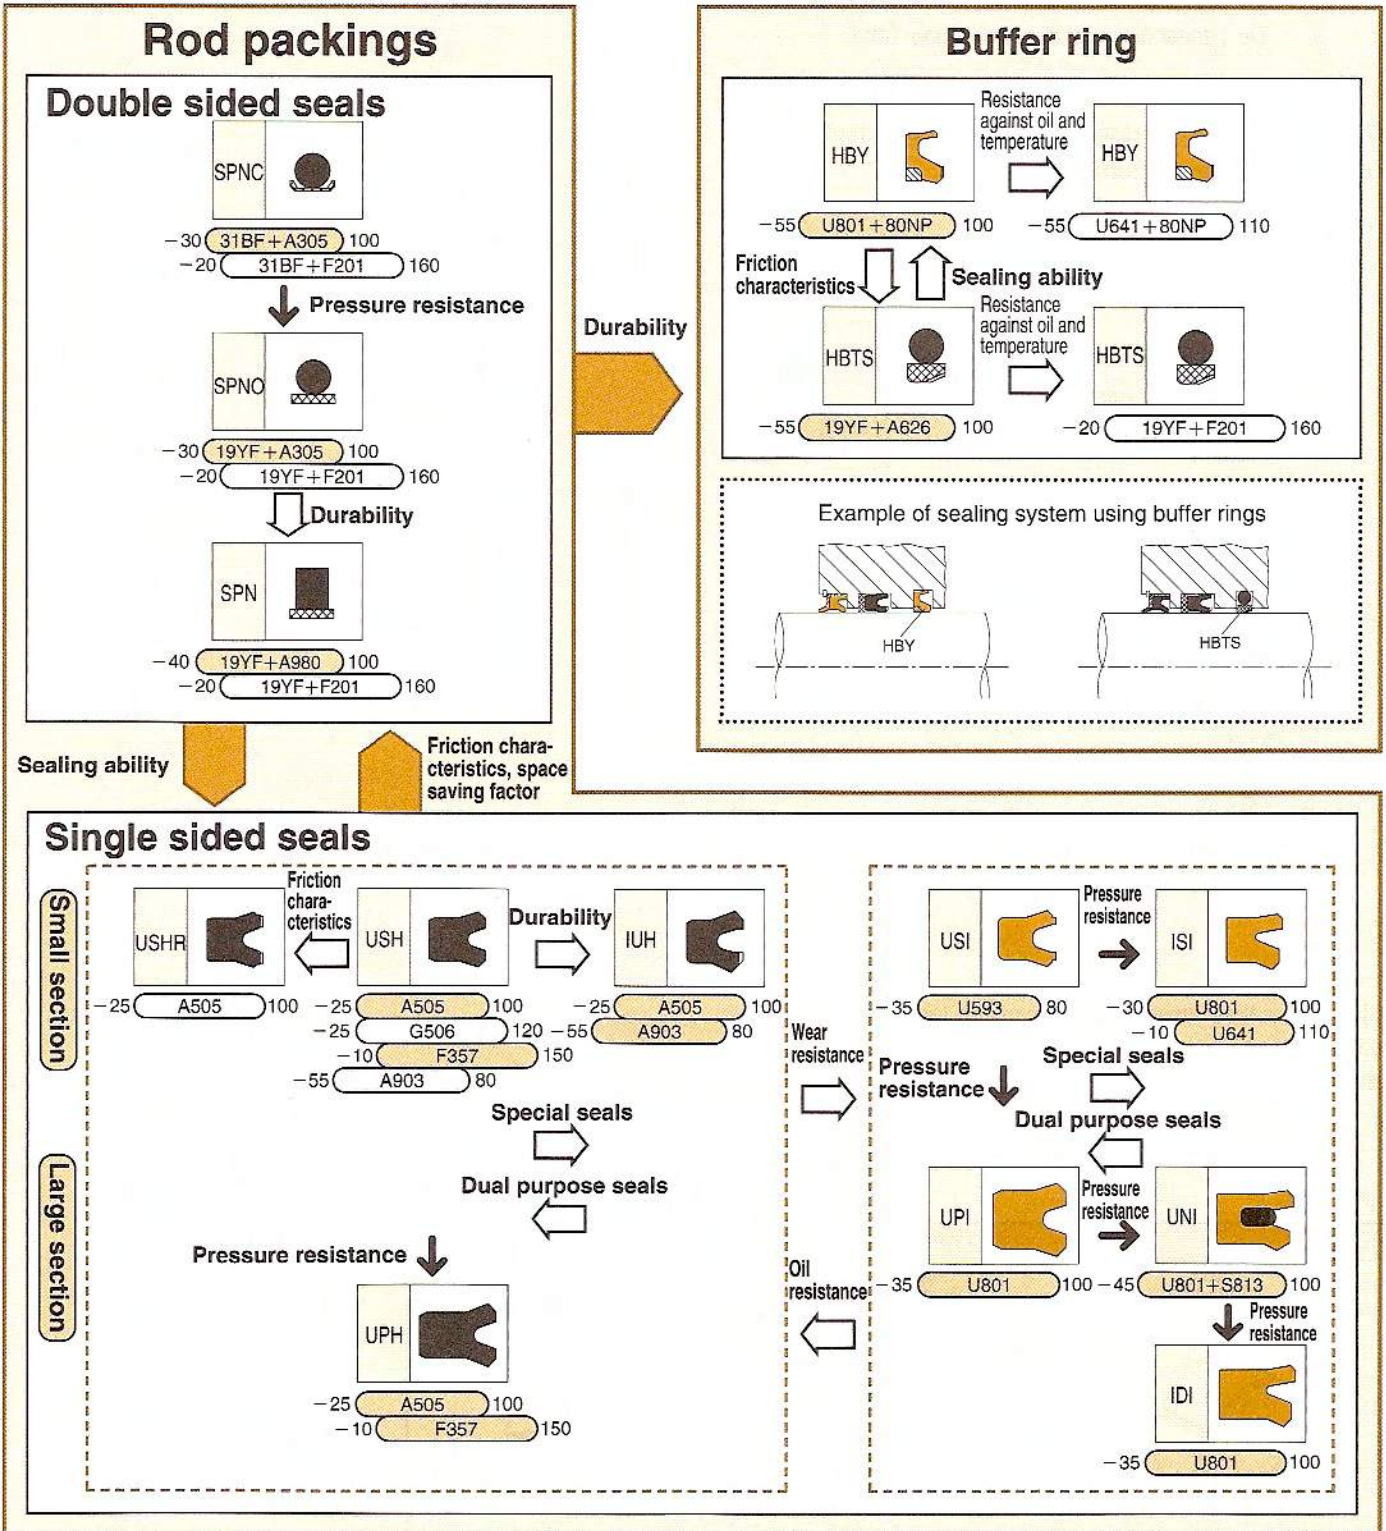 Rod packings
Double sided seals
SPNC
−30 31BF+A305 100
−20 31BF+F201 160
Pressure resistance
SPNO
−30 19YF+A305 100
−20 19YF+F201 160
Durability
SPN
−40 19YF+A980 100
−20 19YF+F201 160
Durability
Buffer ring
HBY
Resistance
against oil and
temperature
HBY
−55 U801+80NP 100
−55 U641+80NP 110
Friction
characteristics
Sealing ability
HBTS
Resistance
against oil and
temperature
HBTS
−55 19YF+A626 100
−20 19YF+F201 160
Example of sealing system using buffer rings
HBY
HBTS
Sealing ability
Friction chara-
cteristics, space
saving factor
Single sided seals
Small section
USHR
Friction
chara-
cteristics
USH
Durability
IUH
−25 A505 100
−25 A505 100
−25 G506 120
−10 F357 150
−55 A903 80
−25 A505 100
−55 A903 80
Special seals
Dual purpose seals
Large section
Pressure resistance
UPH
−25 A505 100
−10 F357 150
Wear
resistance
Oil
resistance
USI
Pressure
resistance
ISI
−35 U593 80
−30 U801 100
−10 U641 110
Pressure
resistance
Special seals
Dual purpose seals
UPI
Pressure
resistance
UNI
−35 U801 100
−45 U801+S813 100
Pressure
resistance
IDI
−35 U801 100